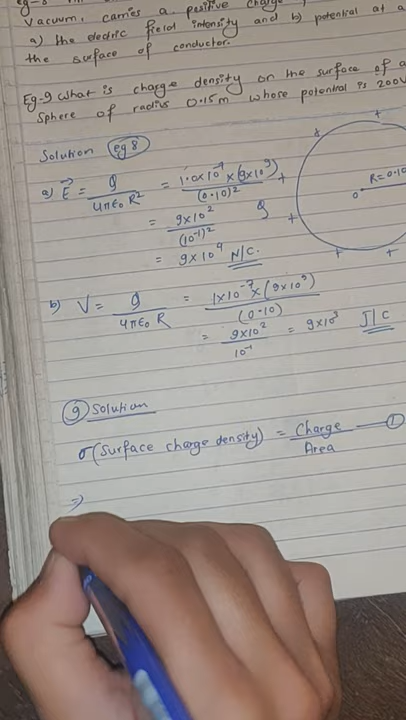 vacuum, carries a positive charge
a) the electric field intensity and b) potential at a
the surface of conductor.
Eg-9 What is charge density on the surface of a
Sphere of radius 0.15m whose potential is 200V
Solution eg 8
a) E⃗ = q/4πε₀R² = 1.0×10⁻⁷×(9×10⁹)/(0.10)²
= 9×10²/(10⁻¹)²
= 9×10⁴ N/C.
R=0.10
b) V = q/4πε₀R = 1×10⁻⁷×(9×10⁹)/(0.10)
= 9×10²/10⁻¹ = 9×10³ J/C
9 Solution
σ(Surface charge density) = Charge/Area —①
⇒